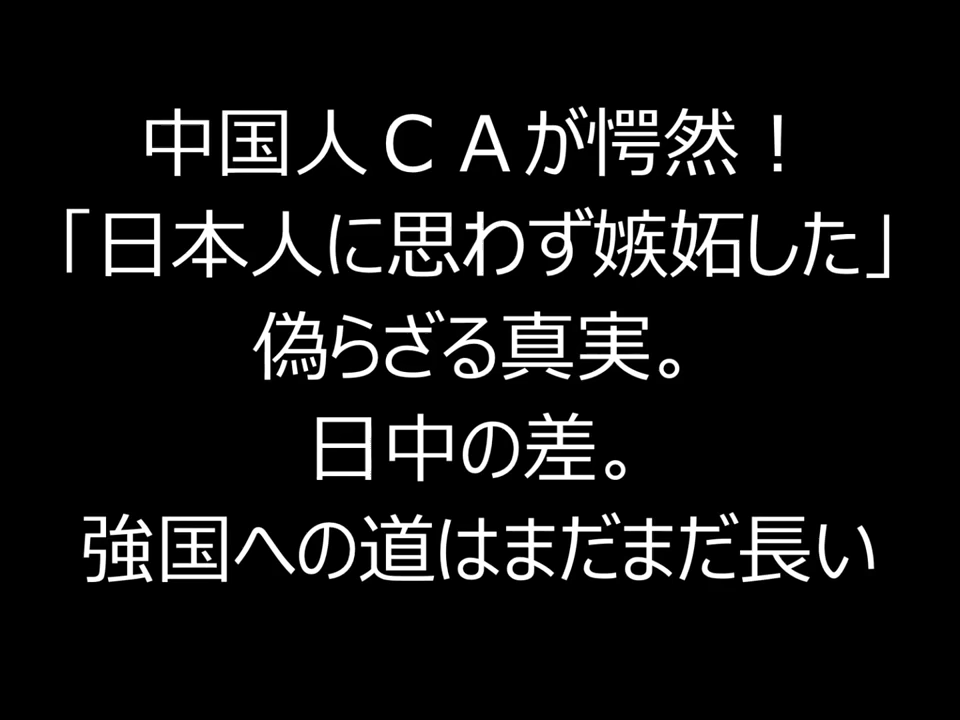 中国人ＣＡが愕然！
「日本人に思わず嫉妬した」
偽らざる真実。
日中の差。
強国への道はまだまだ長い